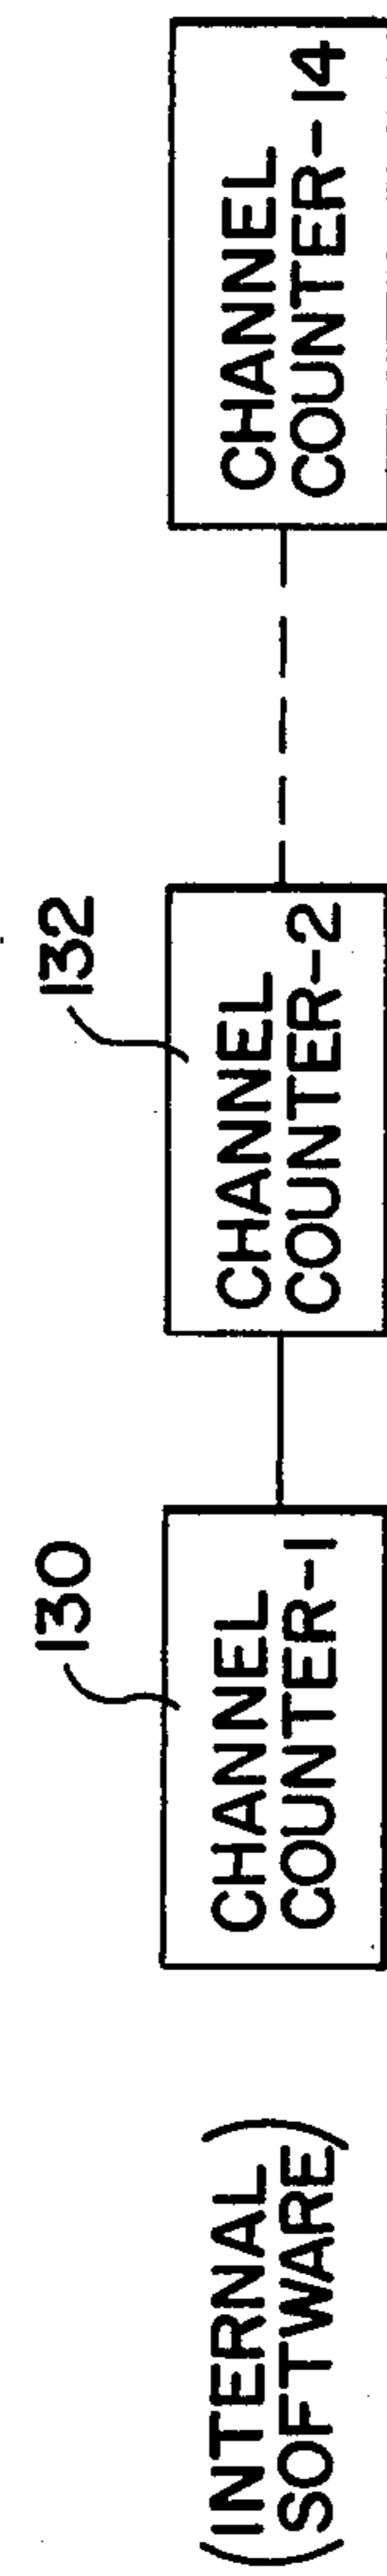 (INTERNAL
SOFTWARE)
130
CHANNEL
COUNTER-1
132
CHANNEL
COUNTER-2
CHANNEL
COUNTER-14